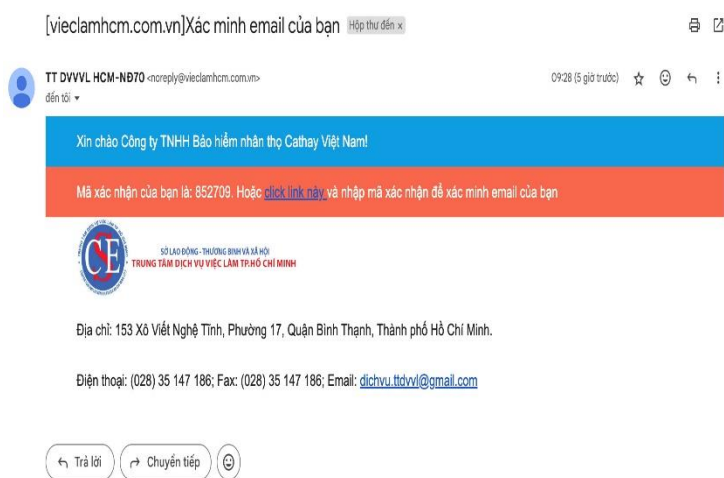 [vieclamhcm.com.vn]Xác minh email của bạn Hộp thư đến x
TT DVVVL HCM-NĐ70 <noreply@vieclamhcm.com.vn> 09:28 (5 giờ trước)
đến tôi
Xin chào Công ty TNHH Bảo hiểm nhân thọ Cathay Việt Nam!
Mã xác nhận của bạn là: 852709. Hoặc click link này và nhập mã xác nhận để xác minh email của bạn
SỞ LAO ĐỘNG - THƯƠNG BINH VÀ XÃ HỘI
TRUNG TÂM DỊCH VỤ VIỆC LÀM TP.HỒ CHÍ MINH
Địa chỉ: 153 Xô Viết Nghệ Tĩnh, Phường 17, Quận Bình Thạnh, Thành phố Hồ Chí Minh.
Điện thoại: (028) 35 147 186; Fax: (028) 35 147 186; Email: dichvu.ttdvvl@gmail.com
Trả lời
Chuyển tiếp